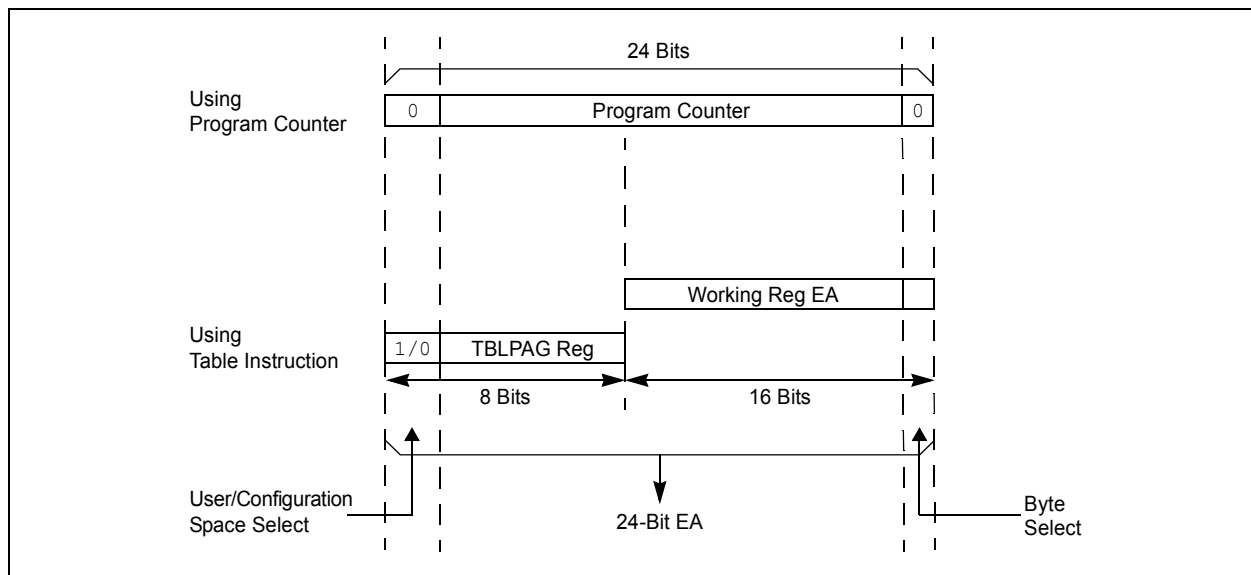 24 Bits
Using
Program Counter
0
Program Counter
0
Working Reg EA
Using
Table Instruction
1/0
TBLPAG Reg
8 Bits
16 Bits
User/Configuration
Space Select
24-Bit EA
Byte
Select